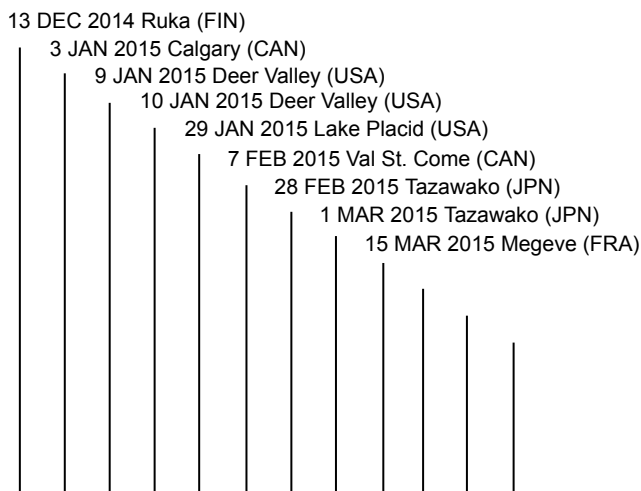 13 DEC 2014 Ruka (FIN)
3 JAN 2015 Calgary (CAN)
9 JAN 2015 Deer Valley (USA)
10 JAN 2015 Deer Valley (USA)
29 JAN 2015 Lake Placid (USA)
7 FEB 2015 Val St. Come (CAN)
28 FEB 2015 Tazawako (JPN)
1 MAR 2015 Tazawako (JPN)
15 MAR 2015 Megeve (FRA)